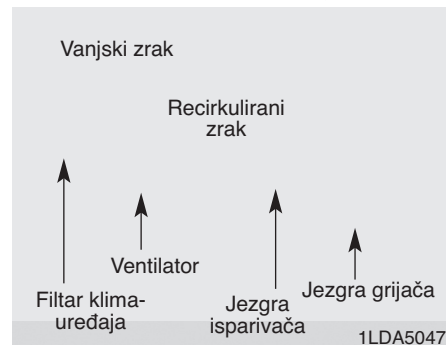 Vanjski zrak
Recirkulirani
zrak
Ventilator
Filtar klima-
uređaja
Jezgra
isparivača
Jezgra grijača
1LDA5047